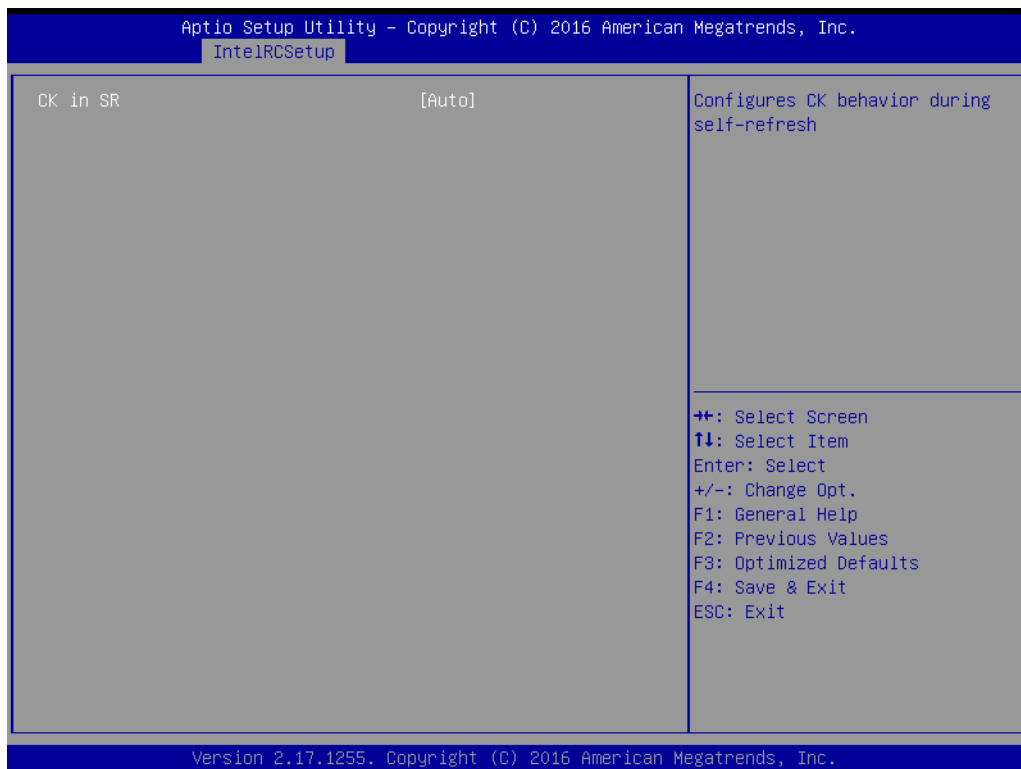 Aptio Setup Utility – Copyright (C) 2016 American Megatrends, Inc.
IntelRCSetup
CK in SR [Auto]
Configures CK behavior during
self-refresh
→←: Select Screen
↑↓: Select Item
Enter: Select
+/-: Change Opt.
F1: General Help
F2: Previous Values
F3: Optimized Defaults
F4: Save & Exit
ESC: Exit
Version 2.17.1255. Copyright (C) 2016 American Megatrends, Inc.